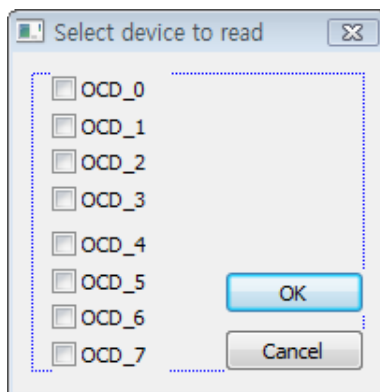 Select device to read
OCD_0
OCD_1
OCD_2
OCD_3
OCD_4
OCD_5
OCD_6
OCD_7
OK
Cancel